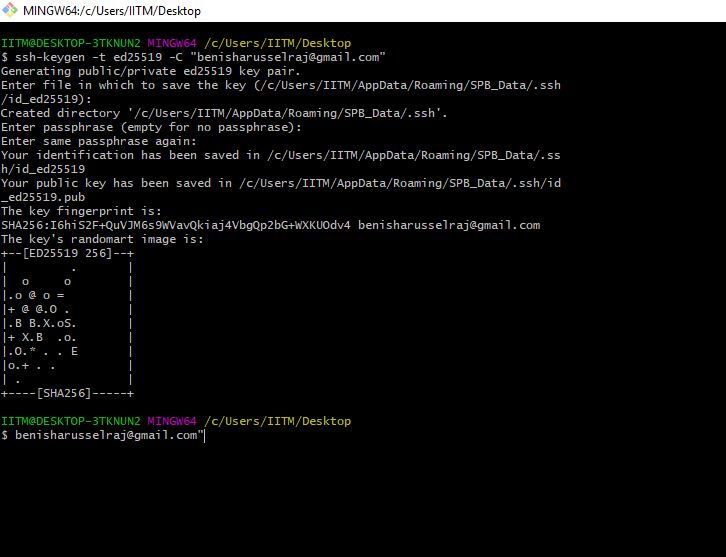 MINGW64:/c/Users/IITM/Desktop
IITM@DESKTOP-3TKNUN2 MINGW64 /c/Users/IITM/Desktop
$ ssh-keygen -t ed25519 -C "benisharusselraj@gmail.com"
Generating public/private ed25519 key pair.
Enter file in which to save the key (/c/Users/IITM/AppData/Roaming/SPB_Data/.ssh
/id_ed25519):
Created directory '/c/Users/IITM/AppData/Roaming/SPB_Data/.ssh'.
Enter passphrase (empty for no passphrase):
Enter same passphrase again:
Your identification has been saved in /c/Users/IITM/AppData/Roaming/SPB_Data/.ss
h/id_ed25519
Your public key has been saved in /c/Users/IITM/AppData/Roaming/SPB_Data/.ssh/id
_ed25519.pub
The key fingerprint is:
SHA256:I6hiS2F+QuVJM6s9WVavQkiaj4VbgQp2bG+WXKUOdv4 benisharusselraj@gmail.com
The key's randomart image is:
+--[ED25519 256]--+
|         .       |
|  o     o        |
|.o @ o =         |
|+ @ @.O .        |
|.B B.X.oS.       |
|+ X.B  .o.       |
|.O.* . . E       |
|o.+ . .          |
| .               |
+----[SHA256]-----+
IITM@DESKTOP-3TKNUN2 MINGW64 /c/Users/IITM/Desktop
$ benisharusselraj@gmail.com"